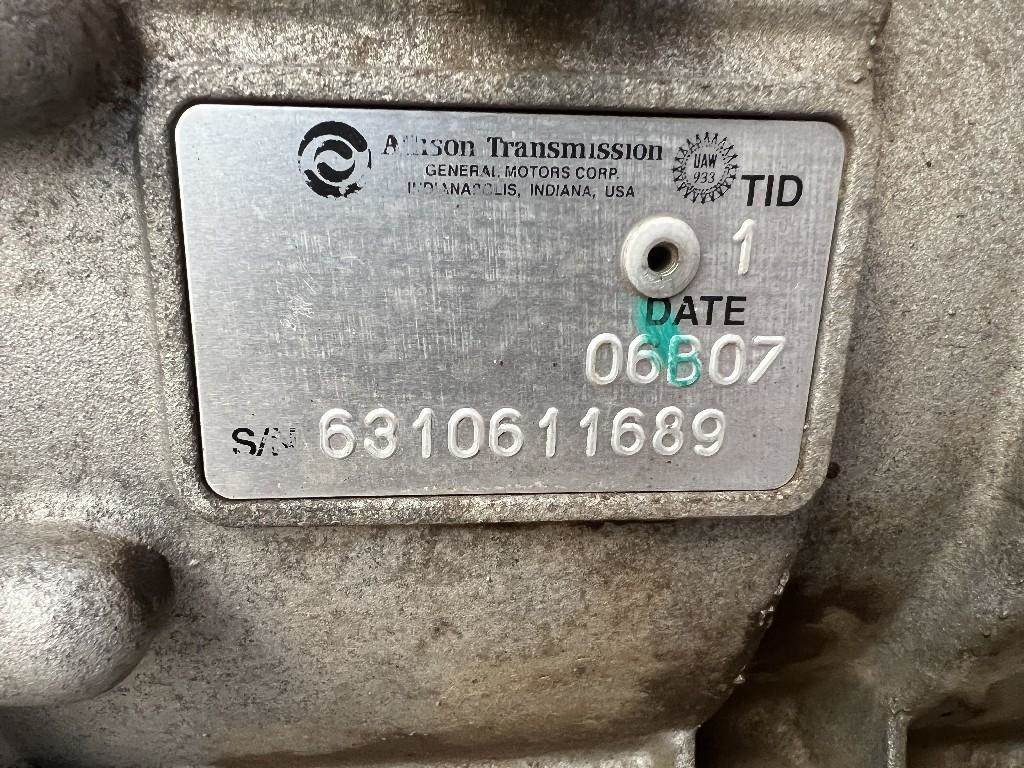 Allison Transmission
GENERAL MOTORS CORP.
INDIANAPOLIS, INDIANA, USA
UAW
933
TID
1
DATE
06B07
S/N 6310611689